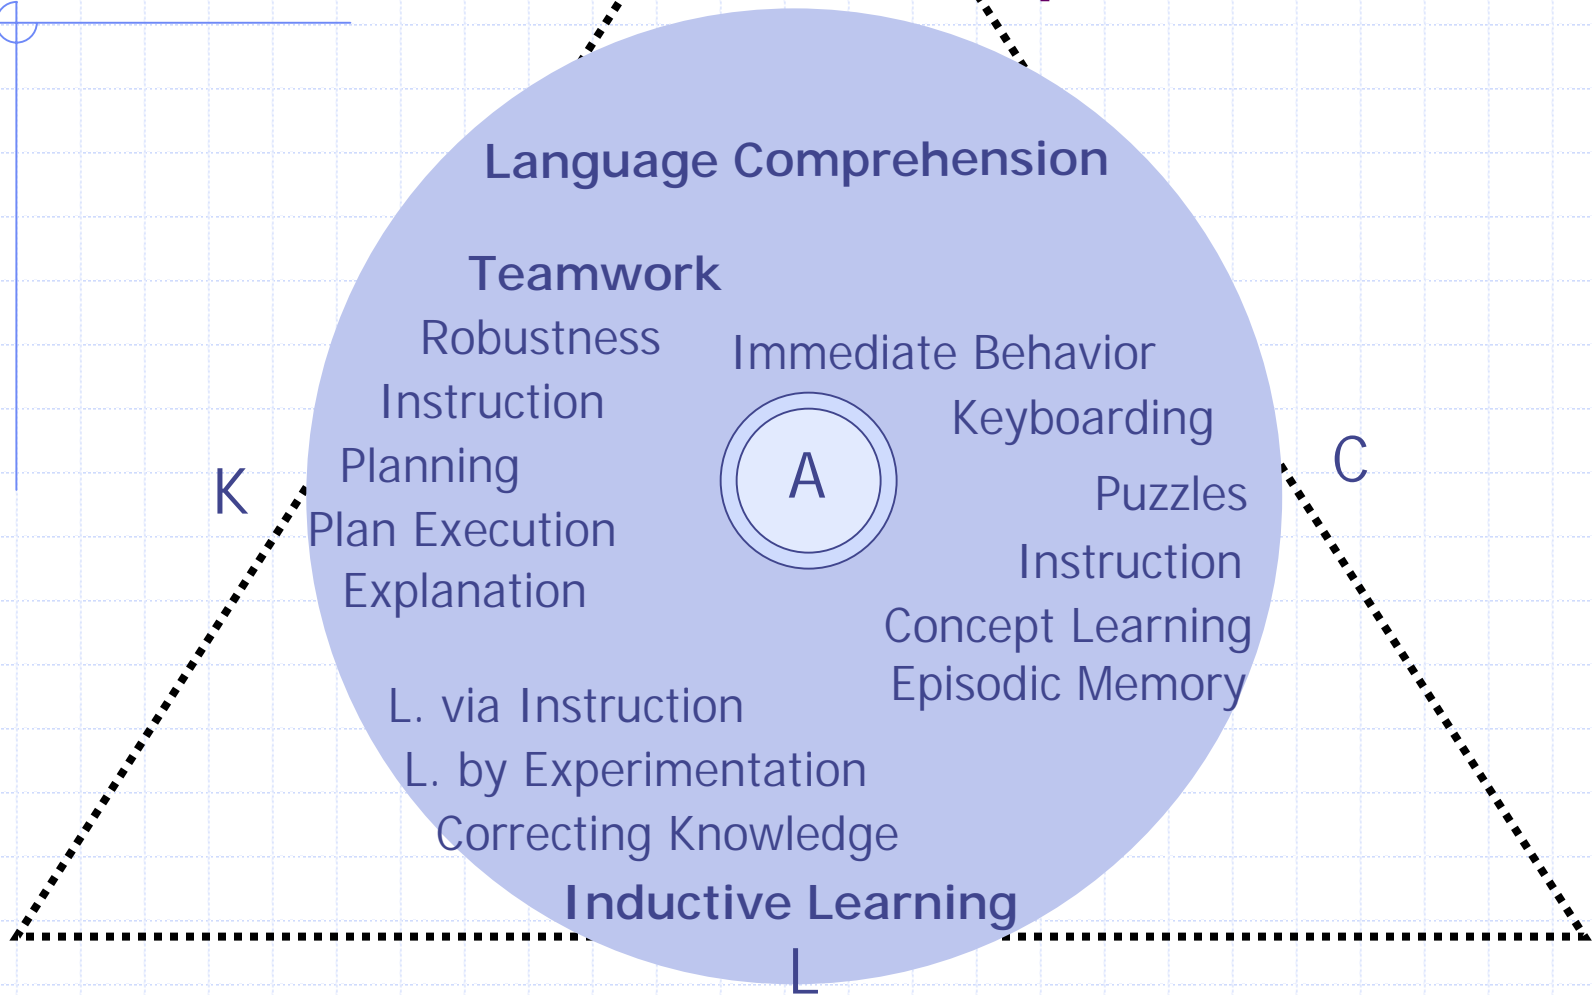 Language Comprehension
Teamwork
Robustness
Instruction
Planning
Plan Execution
Explanation
Immediate Behavior
Keyboarding
Puzzles
Instruction
Concept Learning
Episodic Memory
A
K
C
L. via Instruction
L. by Experimentation
Correcting Knowledge
Inductive Learning
L